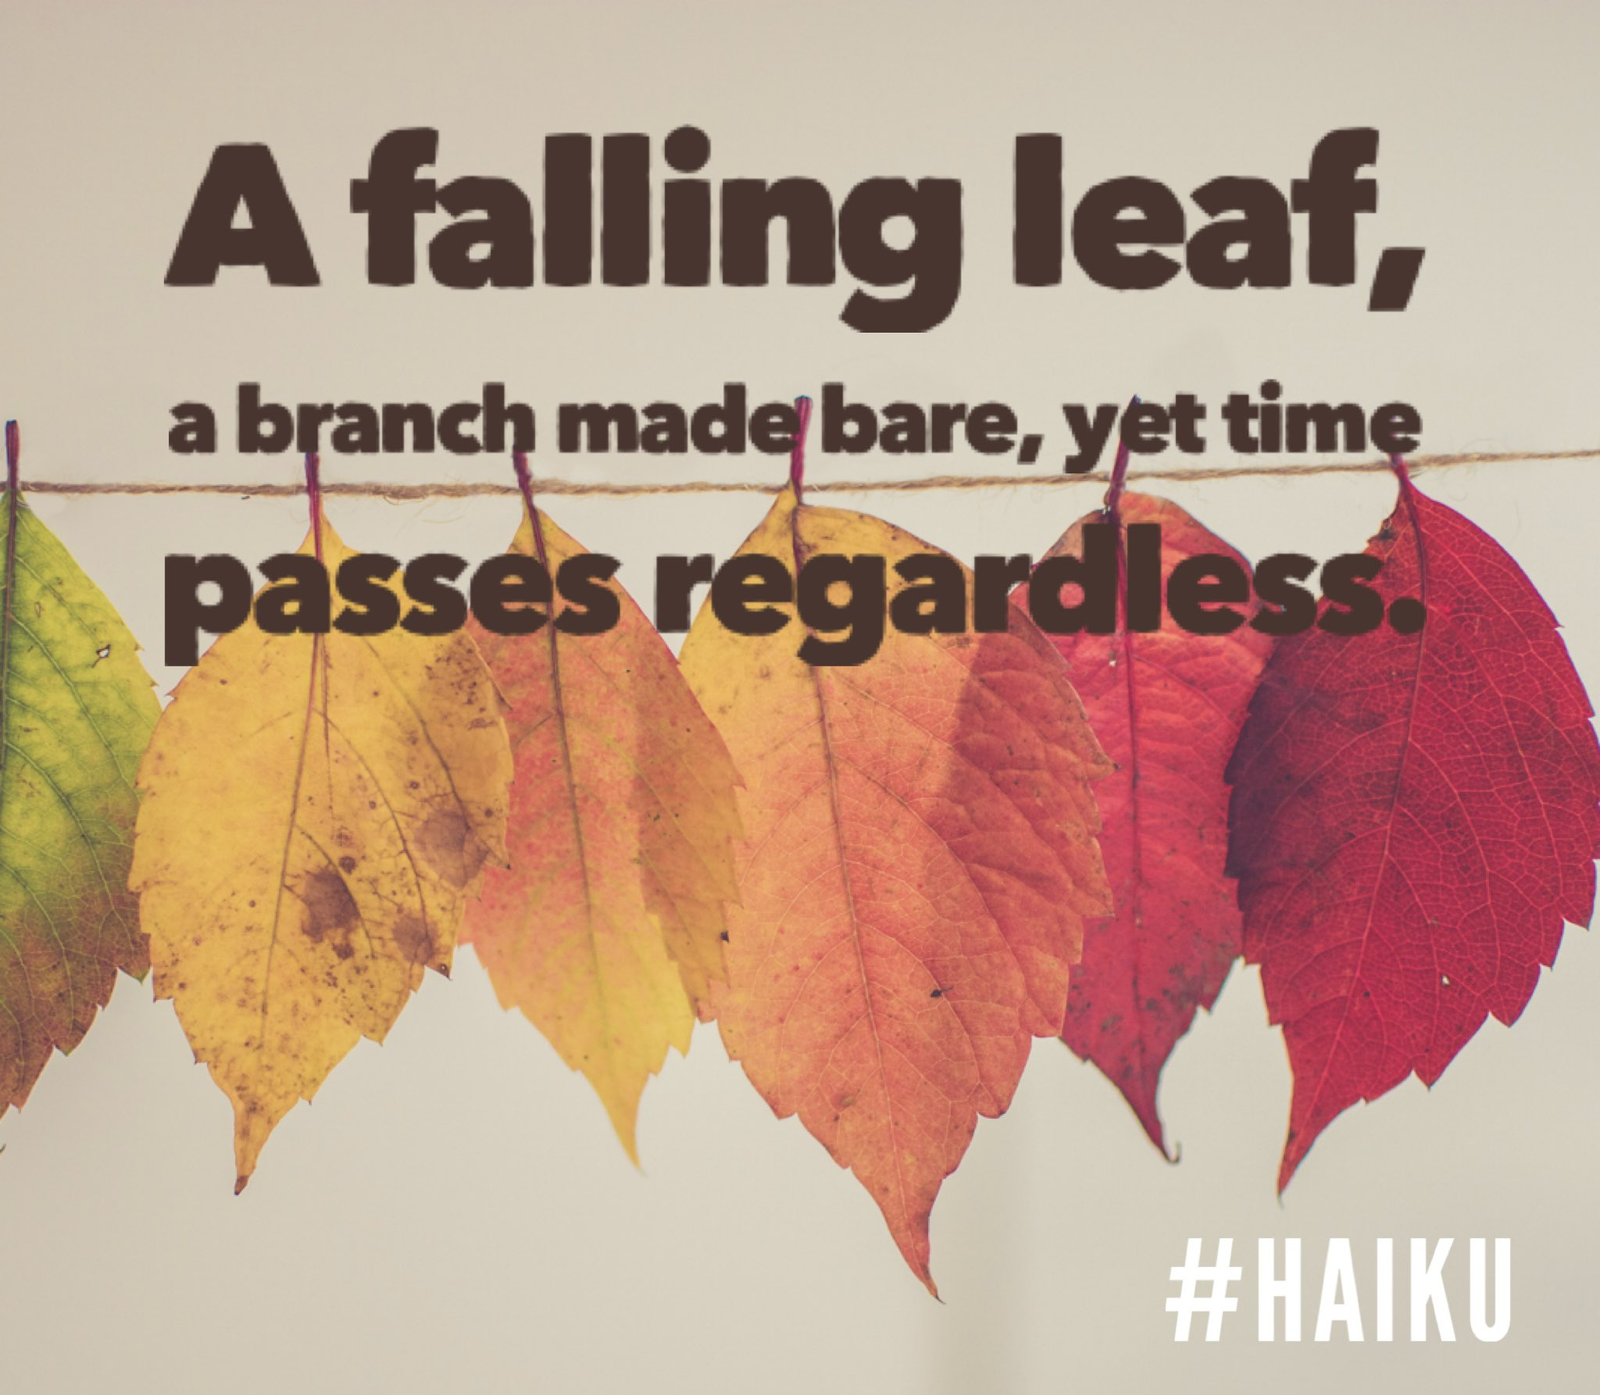 A falling leaf,
a branch made bare, yet time
passes regardless.
#HAIKU